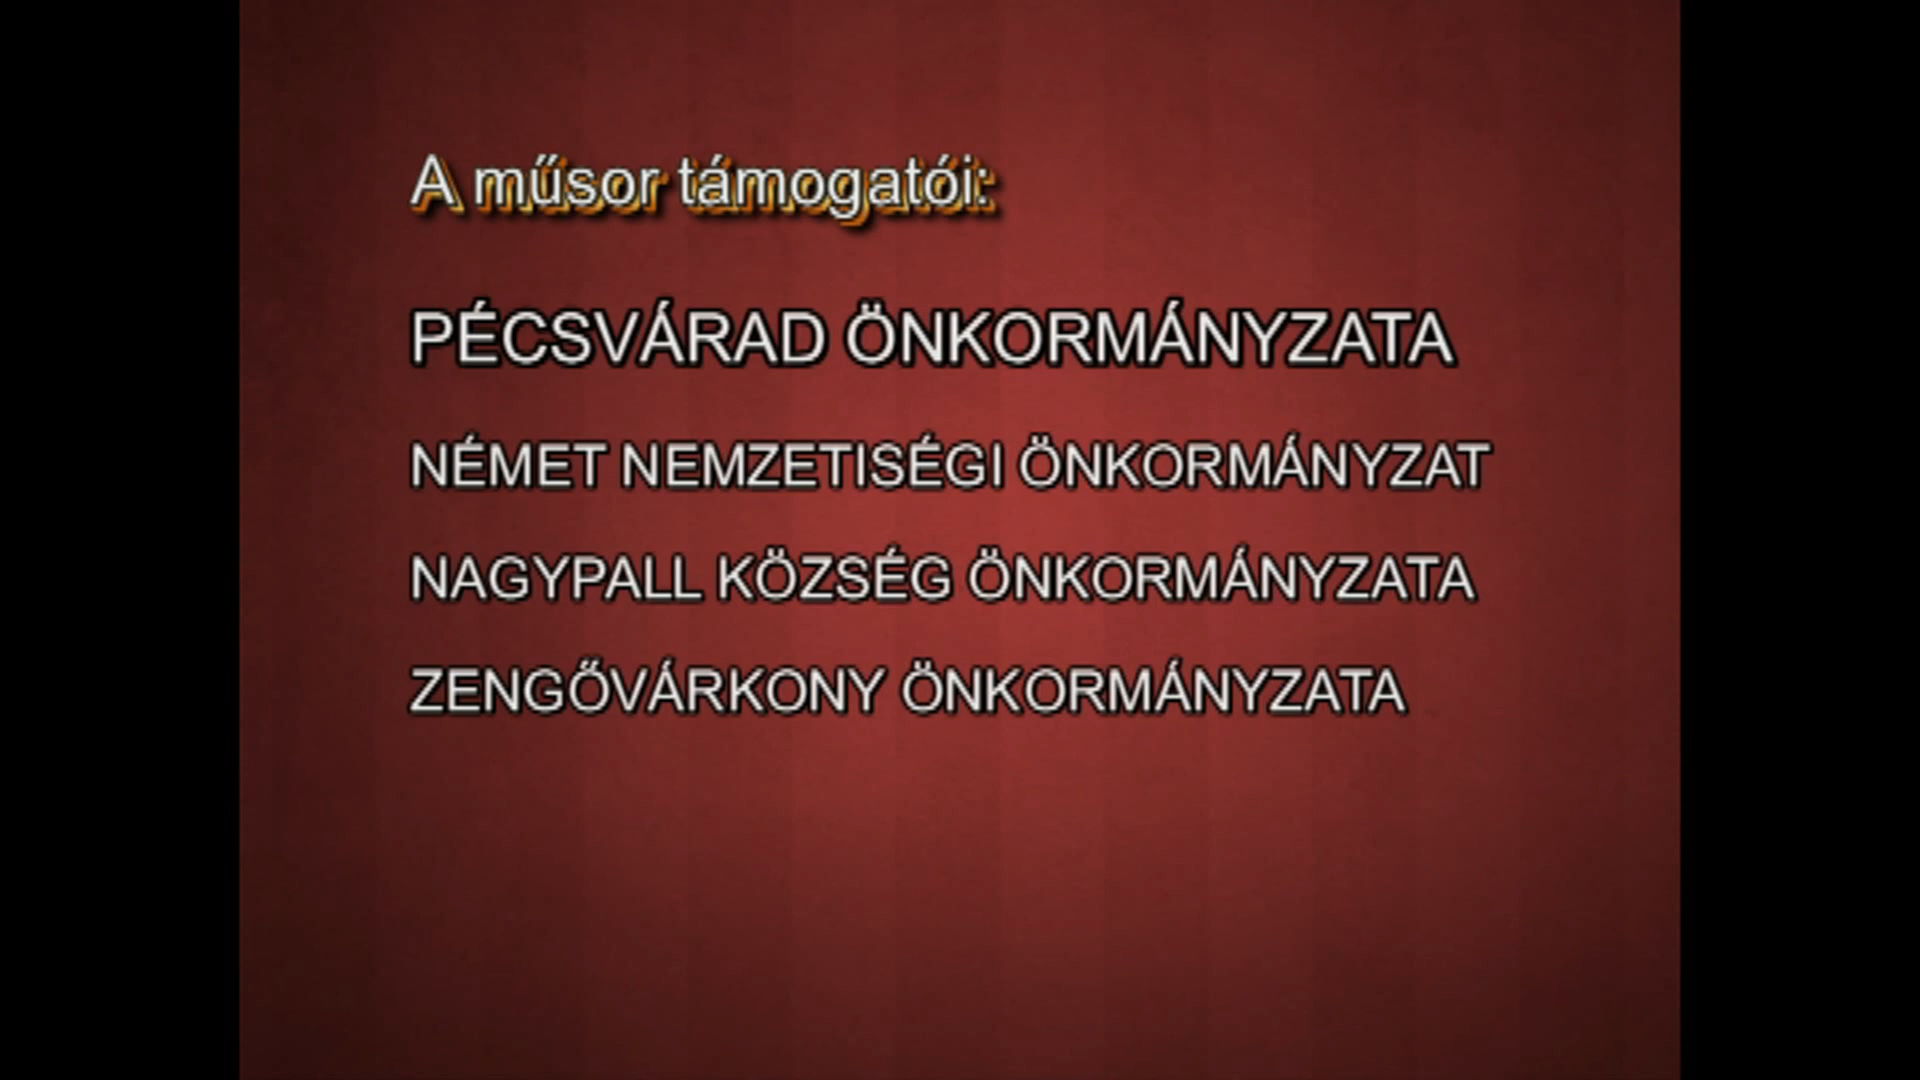 A műsor támogatói:
PÉCSVÁRAD ÖNKORMÁNYZATA
NÉMET NEMZETISÉGI ÖNKORMÁNYZAT
NAGYPALL KÖZSÉG ÖNKORMÁNYZATA
ZENGŐVÁRKONY ÖNKORMÁNYZATA